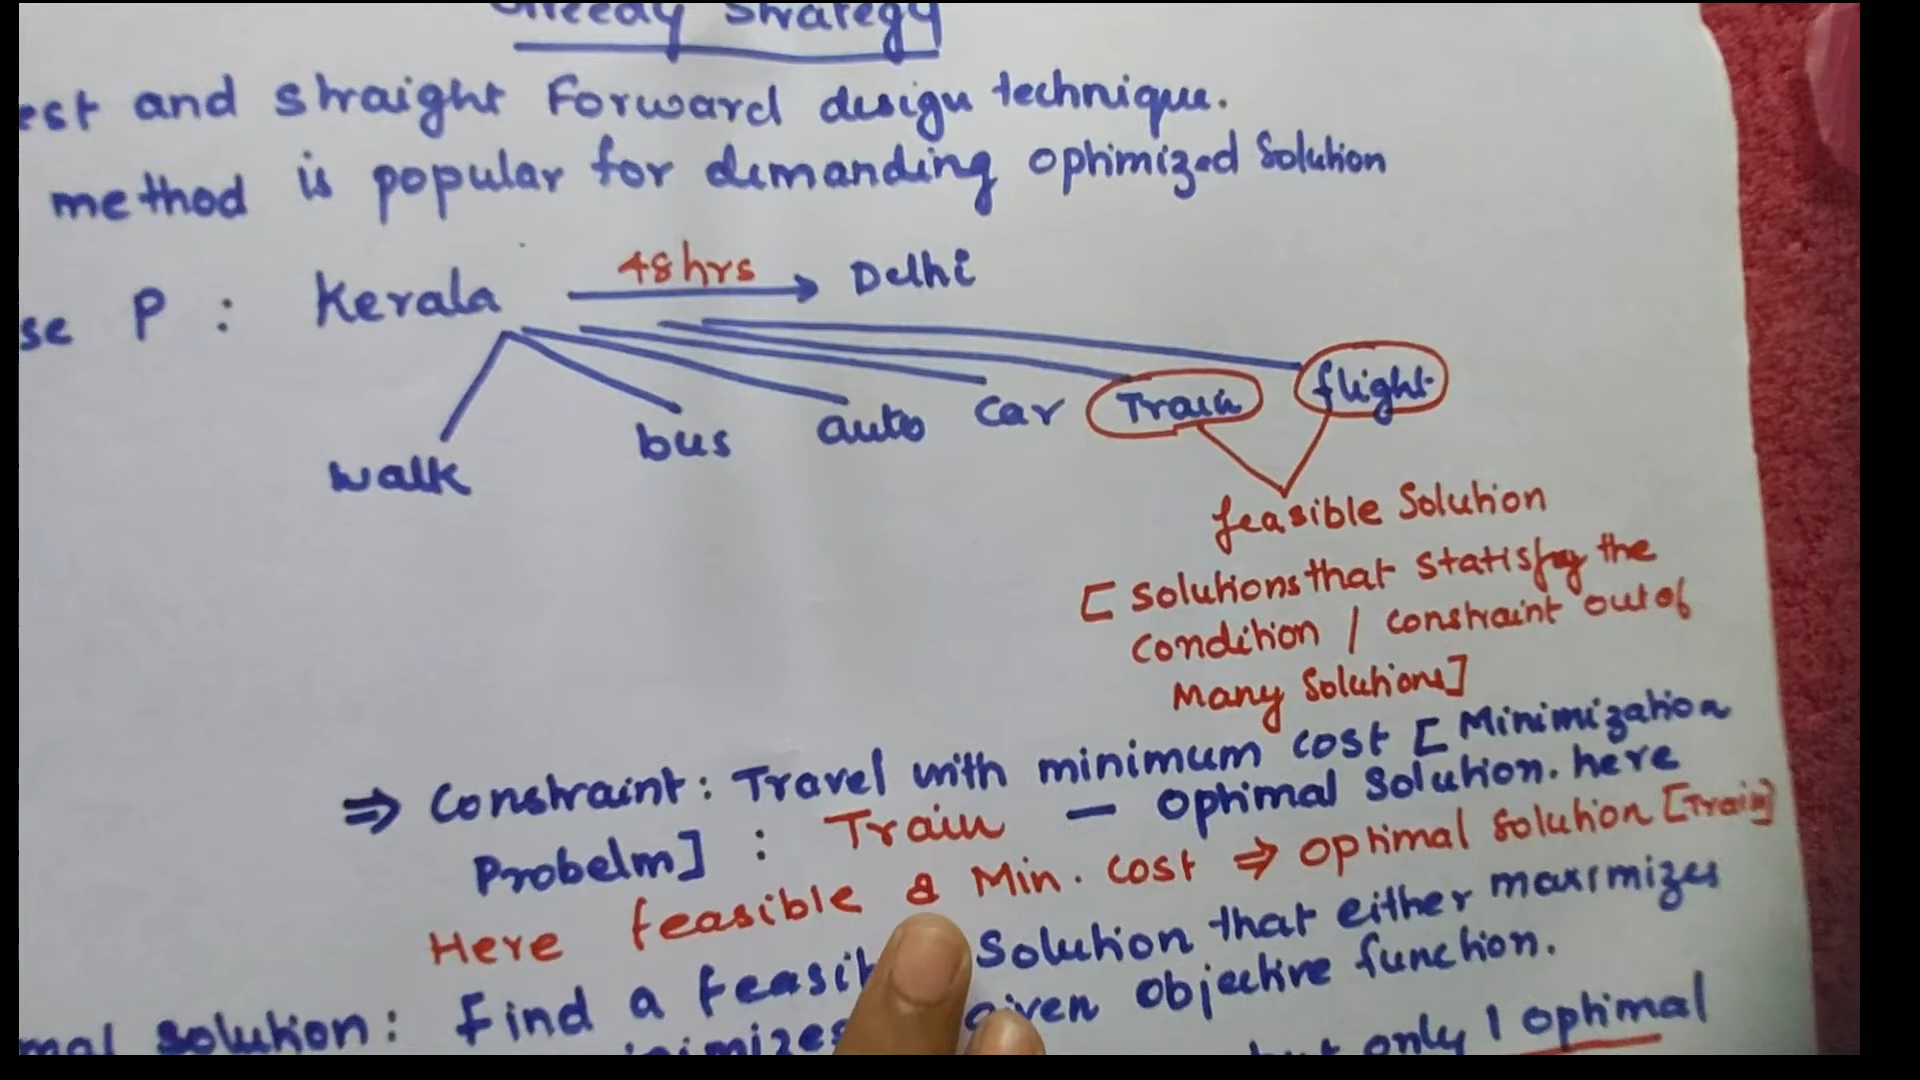 Greedy Strategy
est and straight Forward design technique.
method is popular for demanding optimized Solution
se P : Kerala 48hrs → Delhi
walk bus auto car Train flight
feasible Solution
[ Solutions that statisfy the
condition / constraint out of
Many Solutions]
⇒ Constraint: Travel with minimum cost [ Minimization
Probelm] : Train – optimal Solution. here
Here feasible & Min. cost ⇒ optimal solution [Train]
mal solution: Find a feasib Solution that either maximizes
nimizes given objective function.
but only 1 optimal